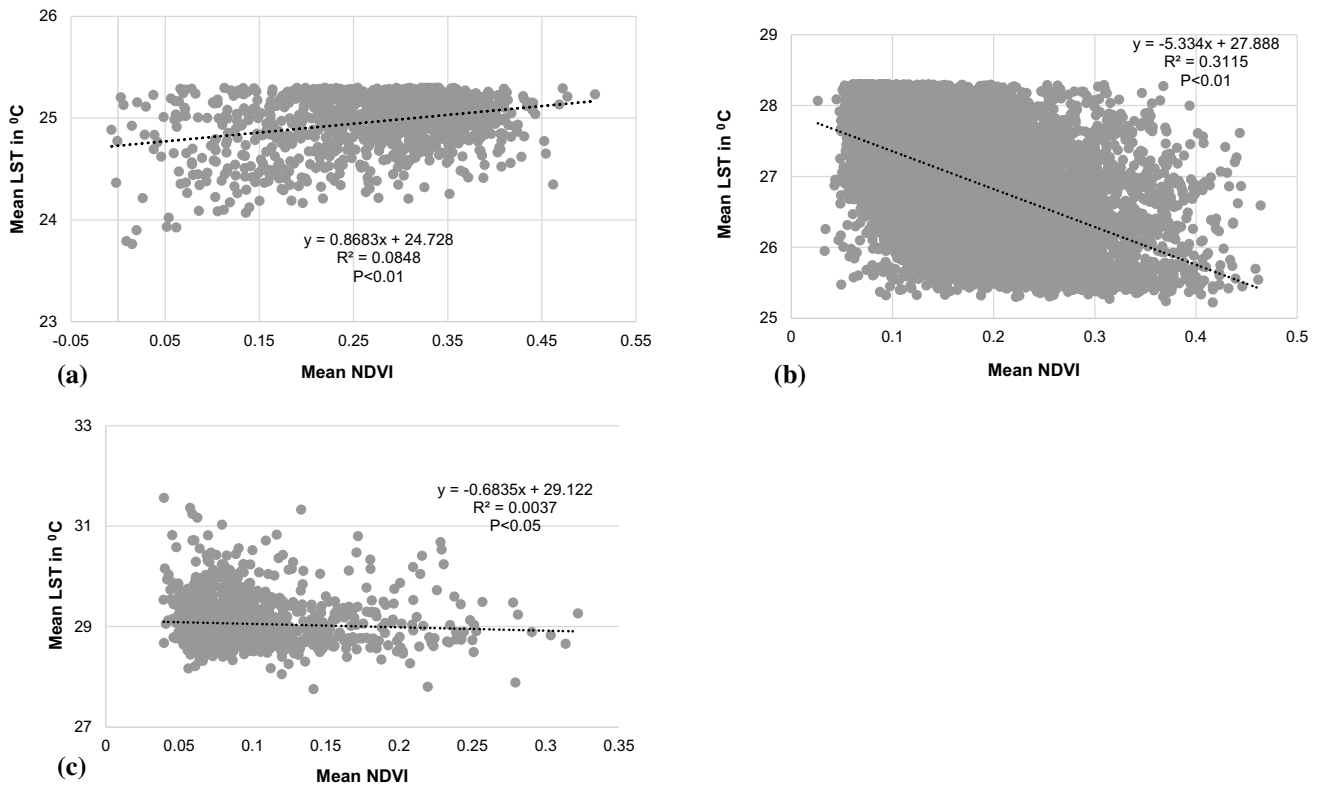 26
25
24
23
-0.05
0.05
0.15
0.25
0.35
0.45
0.55
Mean LST in ⁰C
y = 0.8683x + 24.728
R² = 0.0848
P<0.01
Mean NDVI
(a)
29
28
27
26
25
0
0.1
0.2
0.3
0.4
0.5
Mean LST in ⁰C
y = -5.334x + 27.888
R² = 0.3115
P<0.01
Mean NDVI
(b)
33
31
29
27
0
0.05
0.1
0.15
0.2
0.25
0.3
0.35
Mean LST in ⁰C
y = -0.6835x + 29.122
R² = 0.0037
P<0.05
Mean NDVI
(c)